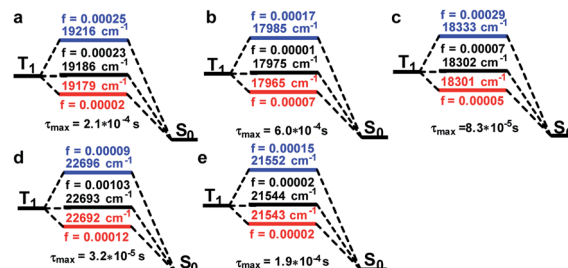 a
f = 0.00025
19216 cm⁻¹
f = 0.00023
T₁
19186 cm⁻¹
19179 cm⁻¹
f = 0.00002
τmax = 2.1*10⁻⁴ s
S₀
b
f = 0.00017
17985 cm⁻¹
f = 0.00001
T₁
17975 cm⁻¹
17965 cm⁻¹
f = 0.00007
τmax = 6.0*10⁻⁴ s
S₀
c
f = 0.00029
18333 cm⁻¹
f = 0.00007
T₁
18302 cm⁻¹
18301 cm⁻¹
f = 0.00005
τmax =8.3*10⁻⁵ s
S₀
d
f = 0.00009
22696 cm⁻¹
f = 0.00103
T₁
22693 cm⁻¹
22692 cm⁻¹
f = 0.00012
τmax = 3.2*10⁻⁵ s
S₀
e
f = 0.00015
21552 cm⁻¹
f = 0.00002
T₁
21544 cm⁻¹
21543 cm⁻¹
f = 0.00002
τmax = 1.9*10⁻⁴ s
S₀